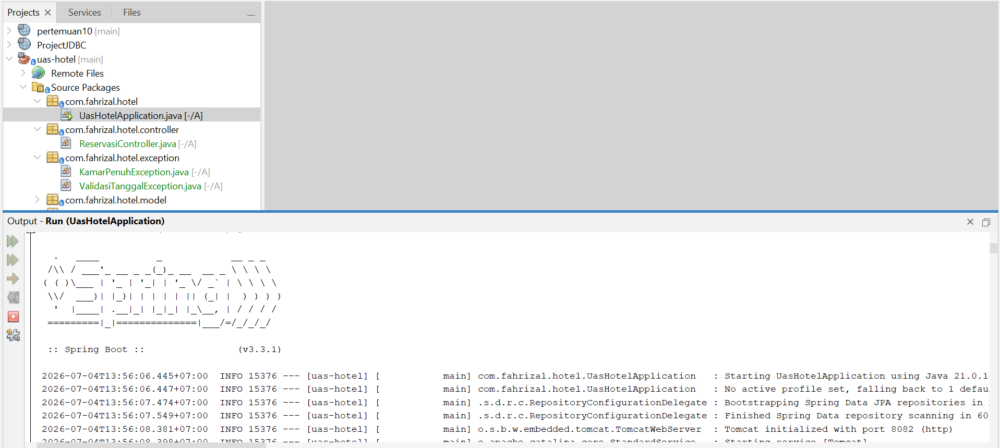 Projects Services Files
pertemuan10 [main]
ProjectJDBC
uas-hotel [main]
Remote Files
Source Packages
com.fahrizal.hotel
UasHotelApplication.java [-/A]
com.fahrizal.hotel.controller
ReservasiController.java [-/A]
com.fahrizal.hotel.exception
KamarPenuhException.java [-/A]
ValidasiTanggalException.java [-/A]
com.fahrizal.hotel.model
Output - Run (UasHotelApplication)
  .   ____          _            __ _ _
 /\\ / ___'_ __ _ _(_)_ __  __ _ \ \ \ \
( ( )\___ | '_ | '_| | '_ \/ _` | \ \ \ \
 \\/  ___)| |_)| | | | | || (_| |  ) ) ) )
  '  |____| .__|_| |_|_| |_\__, | / / / /
 =========|_|==============|___/=/_/_/_/
 :: Spring Boot ::                (v3.3.1)
2026-07-04T13:56:06.445+07:00  INFO 15376 --- [uas-hotel] [           main] com.fahrizal.hotel.UasHotelApplication   : Starting UasHotelApplication using Java 21.0.1
2026-07-04T13:56:06.447+07:00  INFO 15376 --- [uas-hotel] [           main] com.fahrizal.hotel.UasHotelApplication   : No active profile set, falling back to 1 defau
2026-07-04T13:56:07.474+07:00  INFO 15376 --- [uas-hotel] [           main] .s.d.r.c.RepositoryConfigurationDelegate : Bootstrapping Spring Data JPA repositories in
2026-07-04T13:56:07.549+07:00  INFO 15376 --- [uas-hotel] [           main] .s.d.r.c.RepositoryConfigurationDelegate : Finished Spring Data repository scanning in 60
2026-07-04T13:56:08.381+07:00  INFO 15376 --- [uas-hotel] [           main] o.s.b.w.embedded.tomcat.TomcatWebServer  : Tomcat initialized with port 8082 (http)
2026-07-04T13:56:08.398+07:00  INFO 15376 --- [uas-hotel] [           main] o.apache.catalina.core.StandardService   : Starting service [Tomcat]